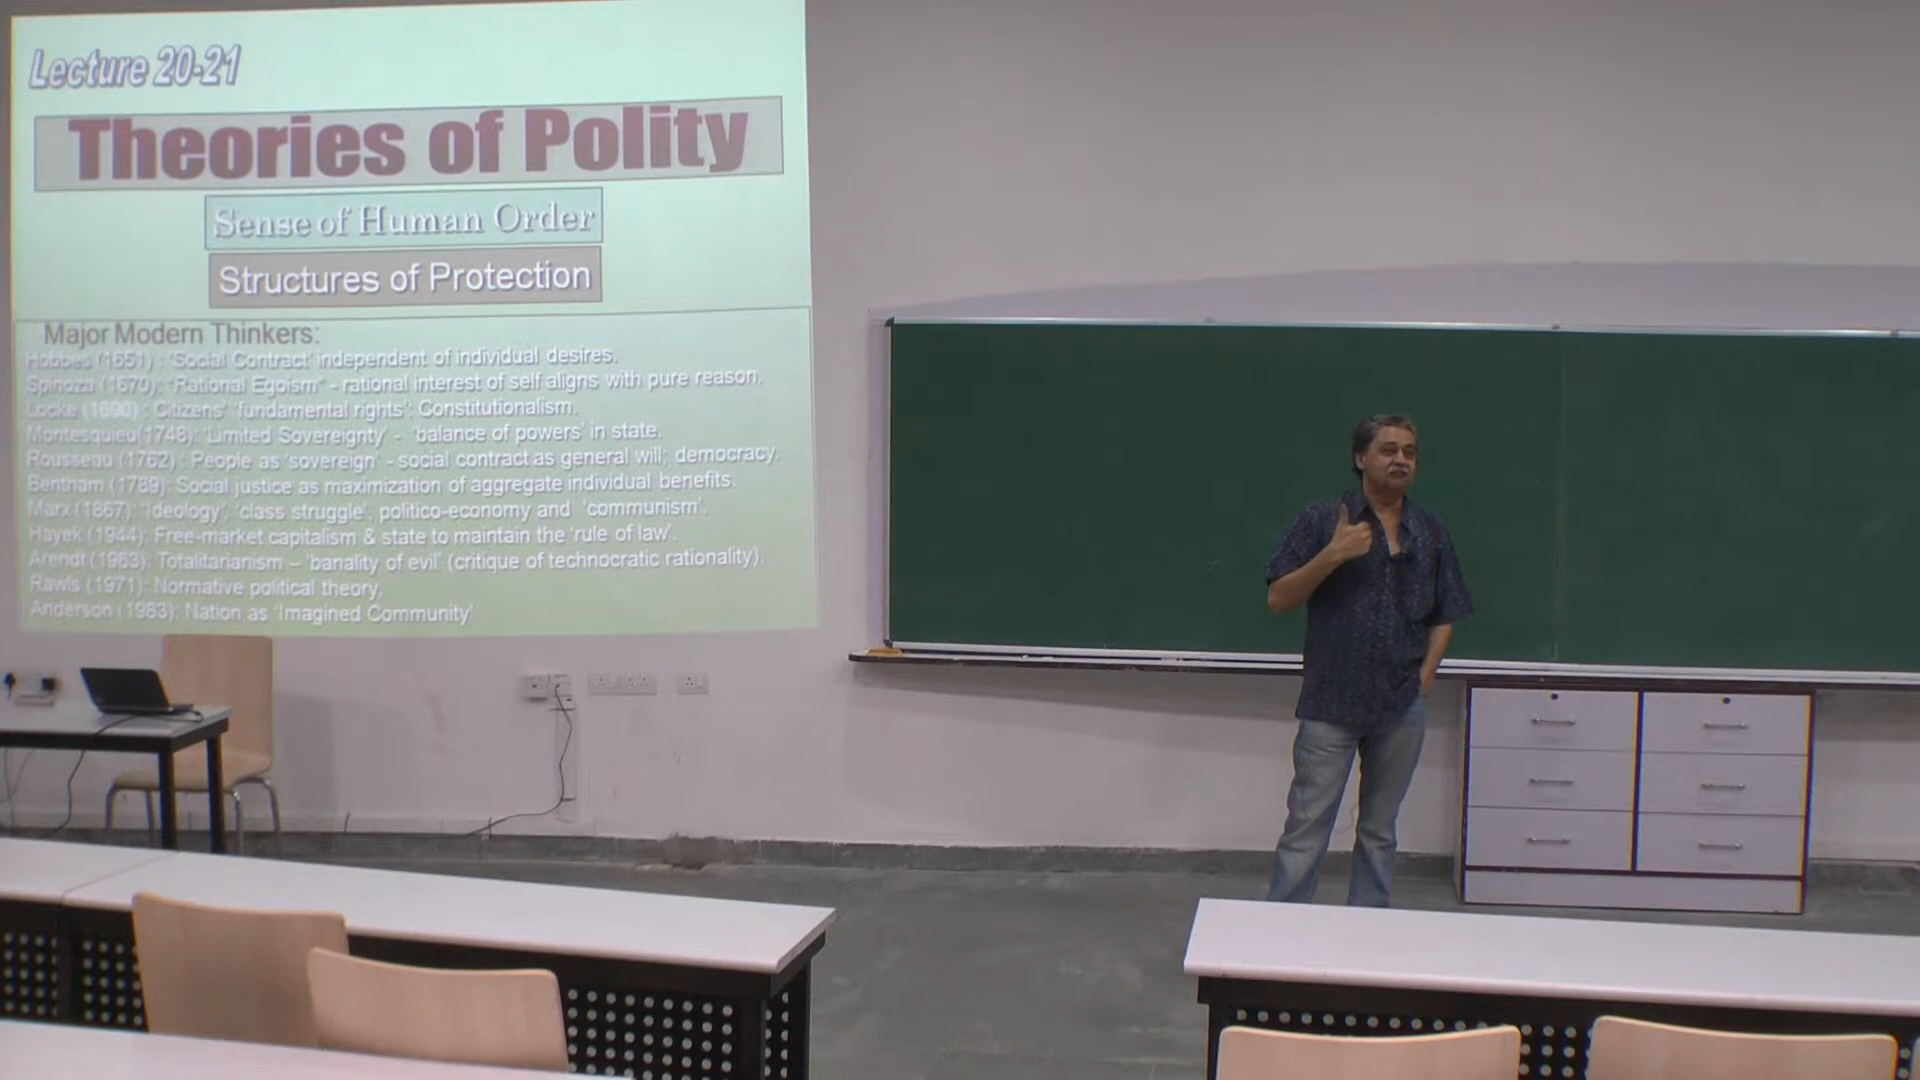 Lecture 20-21
Theories of Polity
Sense of Human Order
Structures of Protection
Major Modern Thinkers:
Hobbes (1651) : 'Social Contract' independent of individual desires.
Spinoza (1670): "Rational Egoism" - rational interest of self aligns with pure reason.
Locke (1690) : Citizens' 'fundamental rights': Constitutionalism.
Montesquieu(1748): 'Limited Sovereignty' - 'balance of powers' in state.
Rousseau (1762) : People as 'sovereign' - social contract as general will; democracy.
Bentham (1789): Social justice as maximization of aggregate individual benefits.
Marx (1867): 'Ideology', 'class struggle', politico-economy and 'communism'.
Hayek (1944): Free-market capitalism & state to maintain the 'rule of law'.
Arendt (1963): Totalitarianism – 'banality of evil' (critique of technocratic rationality).
Rawls (1971): Normative political theory.
Anderson (1983): Nation as 'Imagined Community'